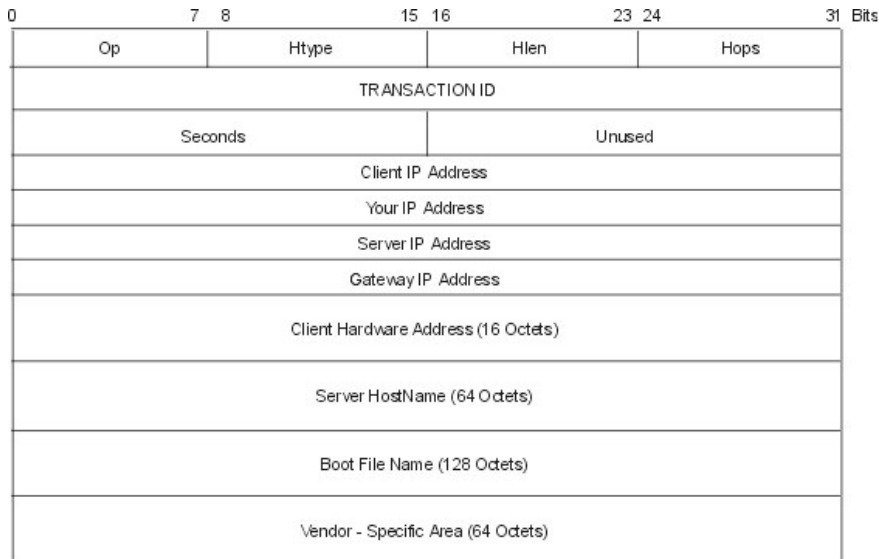 0 7 8 15 16 23 24 31 Bits
Op Htype Hlen Hops
TRANSACTION ID
Seconds Unused
Client IP Address
Your IP Address
Server IP Address
Gateway IP Address
Client Hardware Address (16 Octets)
Server HostName (64 Octets)
Boot File Name (128 Octets)
Vendor - Specific Area (64 Octets)